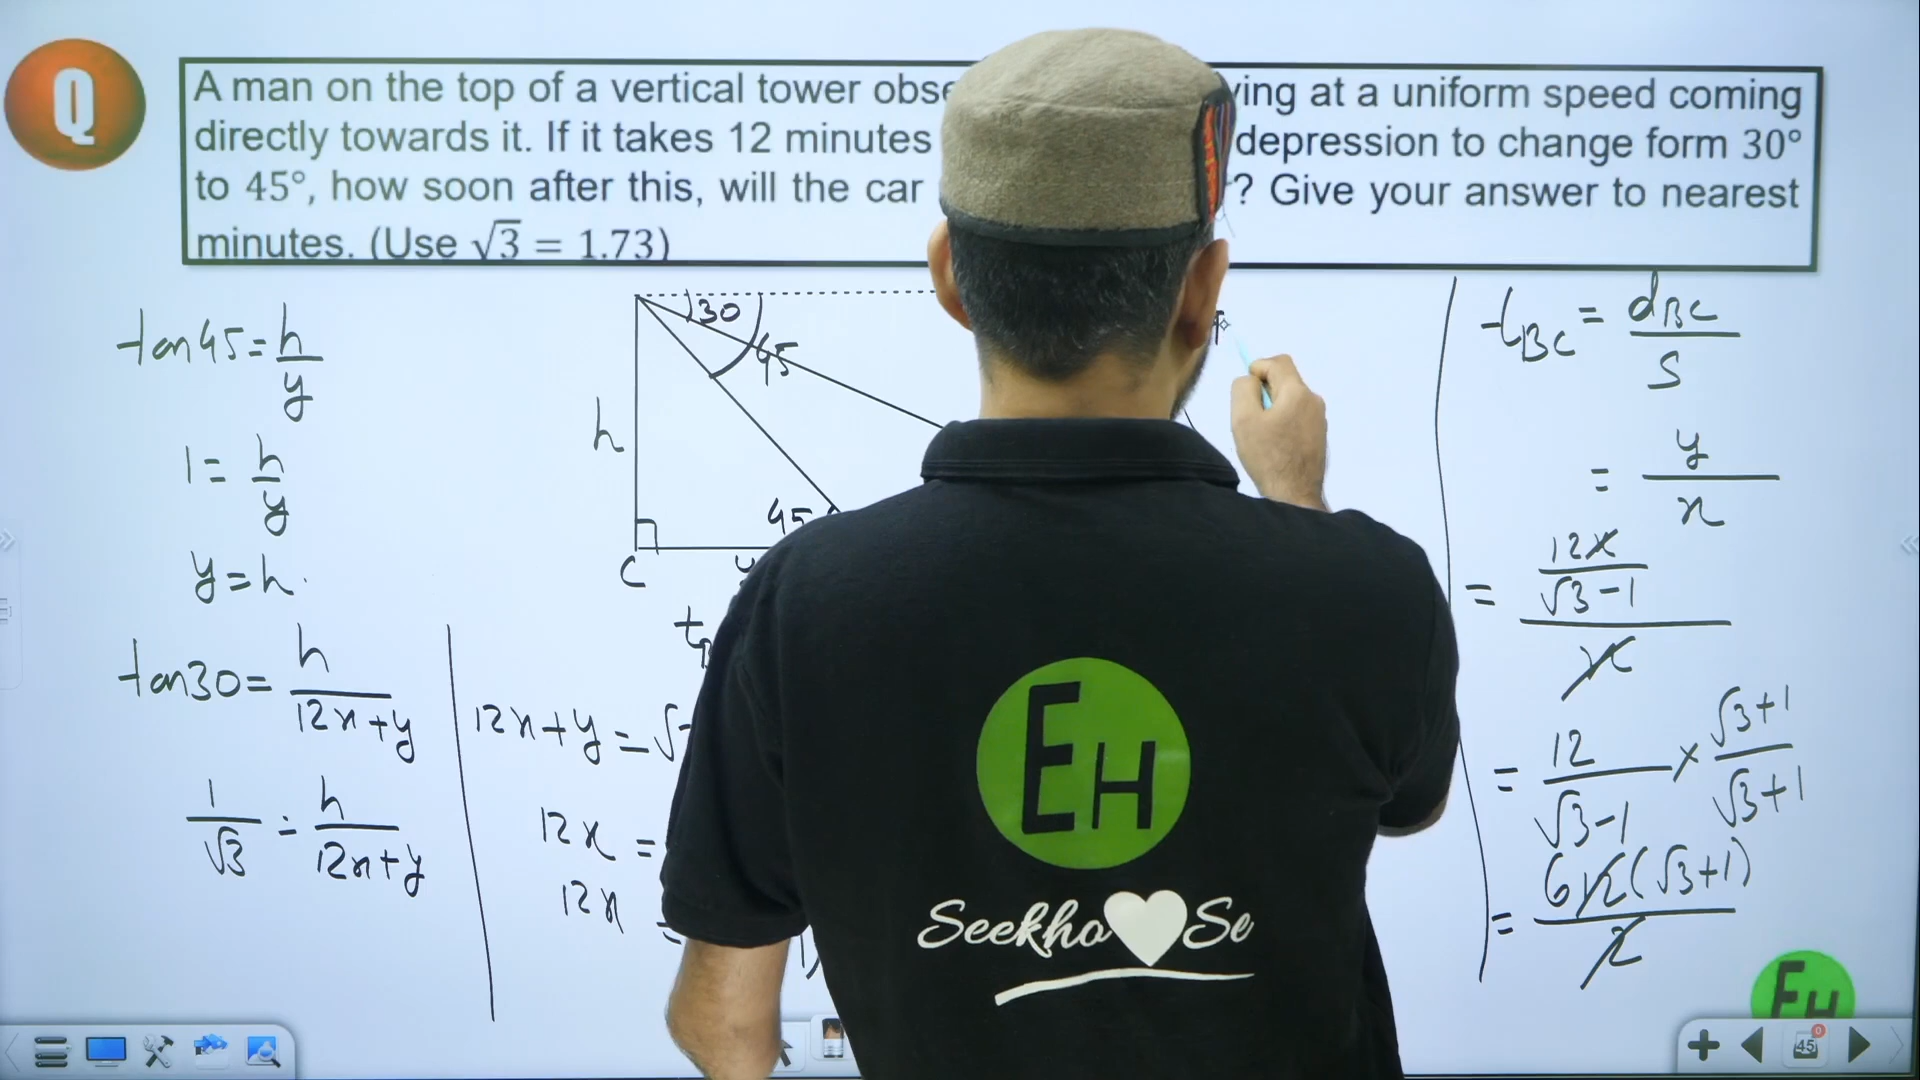 Q
A man on the top of a vertical tower ving at a uniform speed coming
directly towards it. If it takes 12 minutes depression to change form 30°
to 45°, how soon after this, will the car ? Give your answer to nearest
minutes. (Use √3 = 1.73)
tan45 = h/y
1 = h/y
y = h.
tan30 = h/(12x+y)
1/√3 = h/(12x+y)
30
45
h
45
C
y
12x+y = √
12x =
12x =
t_BC = d_BC/S
= y/x
= (12x/(√3-1))/x
= 12/(√3-1) × (√3+1)/(√3+1)
= 6 12(√3+1)/2
EH
Seekho Se
EH
45
0